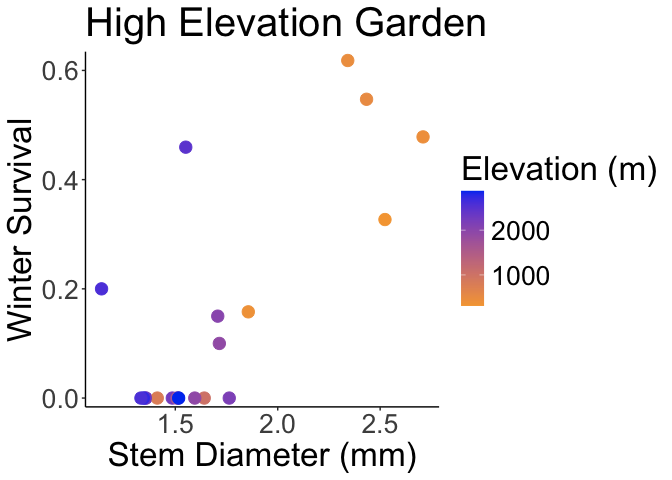 High Elevation Garden
Winter Survival
0.6
0.4
0.2
0.0
1.5 2.0 2.5
Stem Diameter (mm)
Elevation (m)
2000
1000